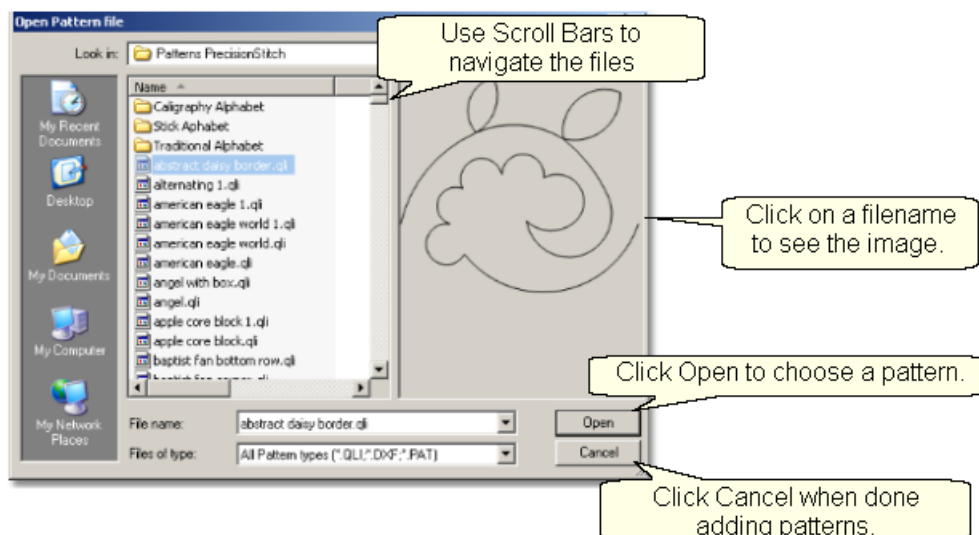 Open Pattern file
Use Scroll Bars to
navigate the files
Look in:
Patterns PrecisionStitch
Name
My Recent
Documents
Desktop
My Documents
My Computer
My Network
Places
Caligraphy Alphabet
Stick Aphabet
Traditional Alphabet
abstract daisy border.qli
alternating 1.qli
american eagle 1.qli
american eagle world 1.qli
american eagle world.qli
american eagle.qli
angel with box.qli
angel.qli
apple core block 1.qli
apple core block.qli
baptist fan bottom row.qli
Click on a filename
to see the image.
Click Open to choose a pattern.
File name:
abstract daisy border.qli
Open
Files of type:
All Pattern types (*.QLI;*.DXF;*.PAT)
Cancel
Click Cancel when done
adding patterns.